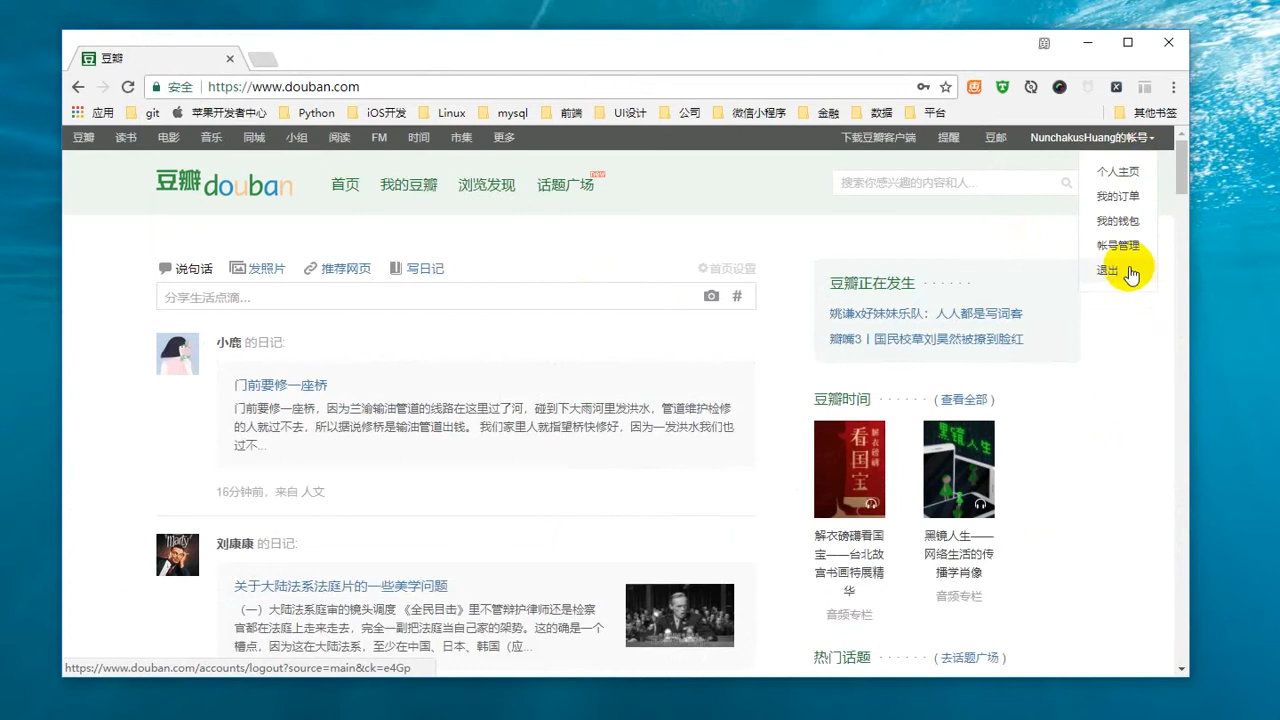 豆瓣
安全 https://www.douban.com
应用 git 苹果开发者中心 Python iOS开发 Linux mysql 前端 UI设计 公司 微信小程序 金融 数据 平台 其他书签
豆瓣 读书 电影 音乐 同城 小组 阅读 FM 时间 市集 更多 下载豆瓣客户端 提醒 豆邮 NunchakusHuang的帐号
豆瓣 douban 首页 我的豆瓣 浏览发现 话题广场 new 搜索你感兴趣的内容和人...
个人主页
我的订单
我的钱包
帐号管理
退出
说句话 发照片 推荐网页 写日记 首页设置
分享生活点滴... #
小鹿 的日记:
门前要修一座桥
门前要修一座桥，因为兰渝输油管道的线路在这里过了河，碰到下大雨河里发洪水，管道维护检修
的人就过不去，所以据说修桥是输油管道出钱。 我们家里人就指望桥快修好，因为一发洪水我们也
过不...
16分钟前，来自 人文
刘康康 的日记:
关于大陆法系法庭片的一些美学问题
（一）大陆法系庭审的镜头调度 《全民目击》里不管辩护律师还是检察
官都在法庭上走来走去，完全一副把法庭当自己家的架势。这的确是一个
槽点，因为这在大陆法系，至少在中国、日本、韩国（应...
豆瓣正在发生 · · · · · ·
姚谦x好妹妹乐队：人人都是写词客
瓣嘴3丨国民校草刘昊然被撩到脸红
豆瓣时间 · · · · · · ( 查看全部 )
看国宝
解衣磅礴
黑镜人生
解衣磅礴看国
宝——台北故
宫书画特展精
华
音频专栏
黑镜人生——
网络生活的传
播学肖像
音频专栏
热门话题 · · · · · · ( 去话题广场 )
https://www.douban.com/accounts/logout?source=main&ck=e4Gp